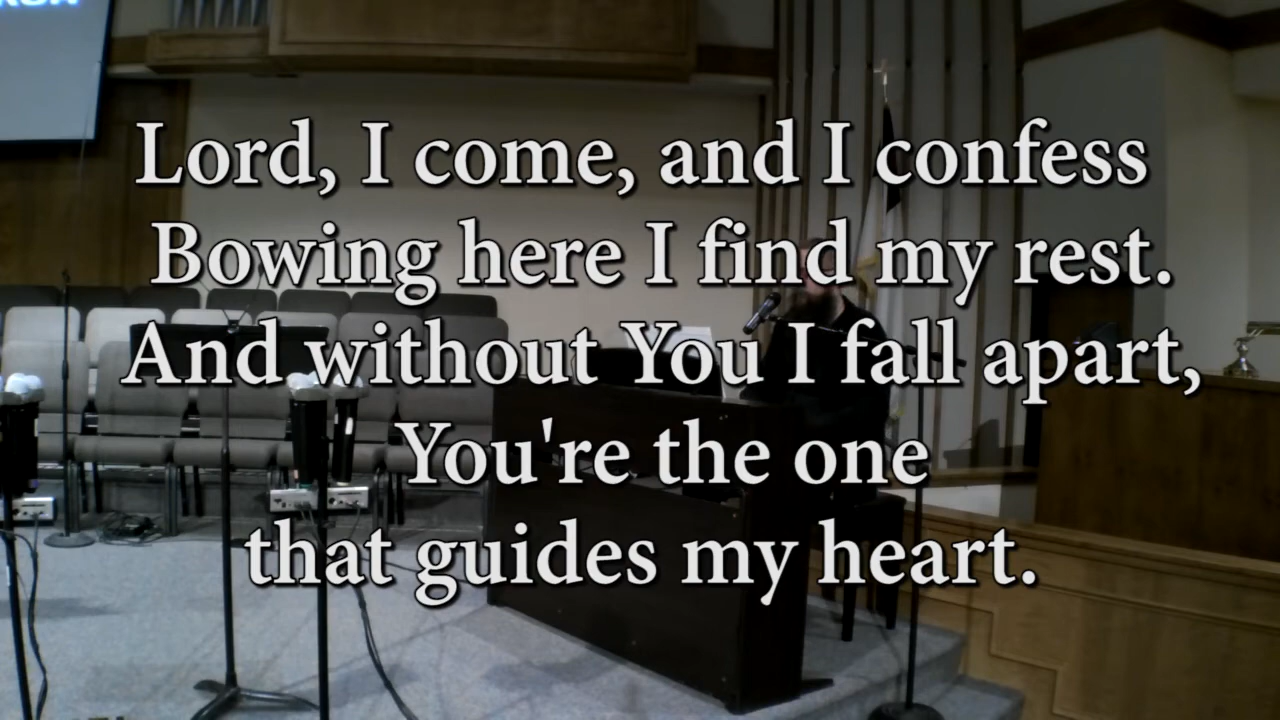 Lord, I come, and I confess
Bowing here I find my rest.
And without You I fall apart,
You're the one
that guides my heart.